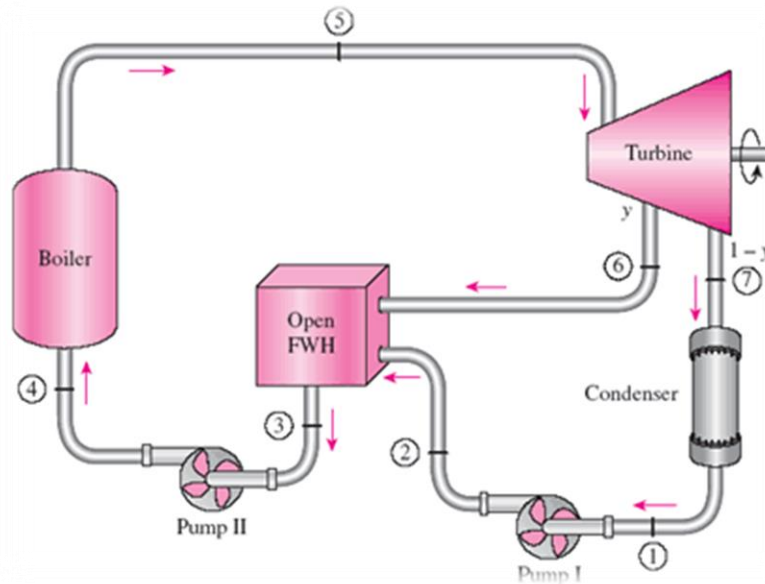 5
Turbine
y
Boiler
6
1 – y
7
Open
FWH
Condenser
4
3
2
Pump II
1
Pump I